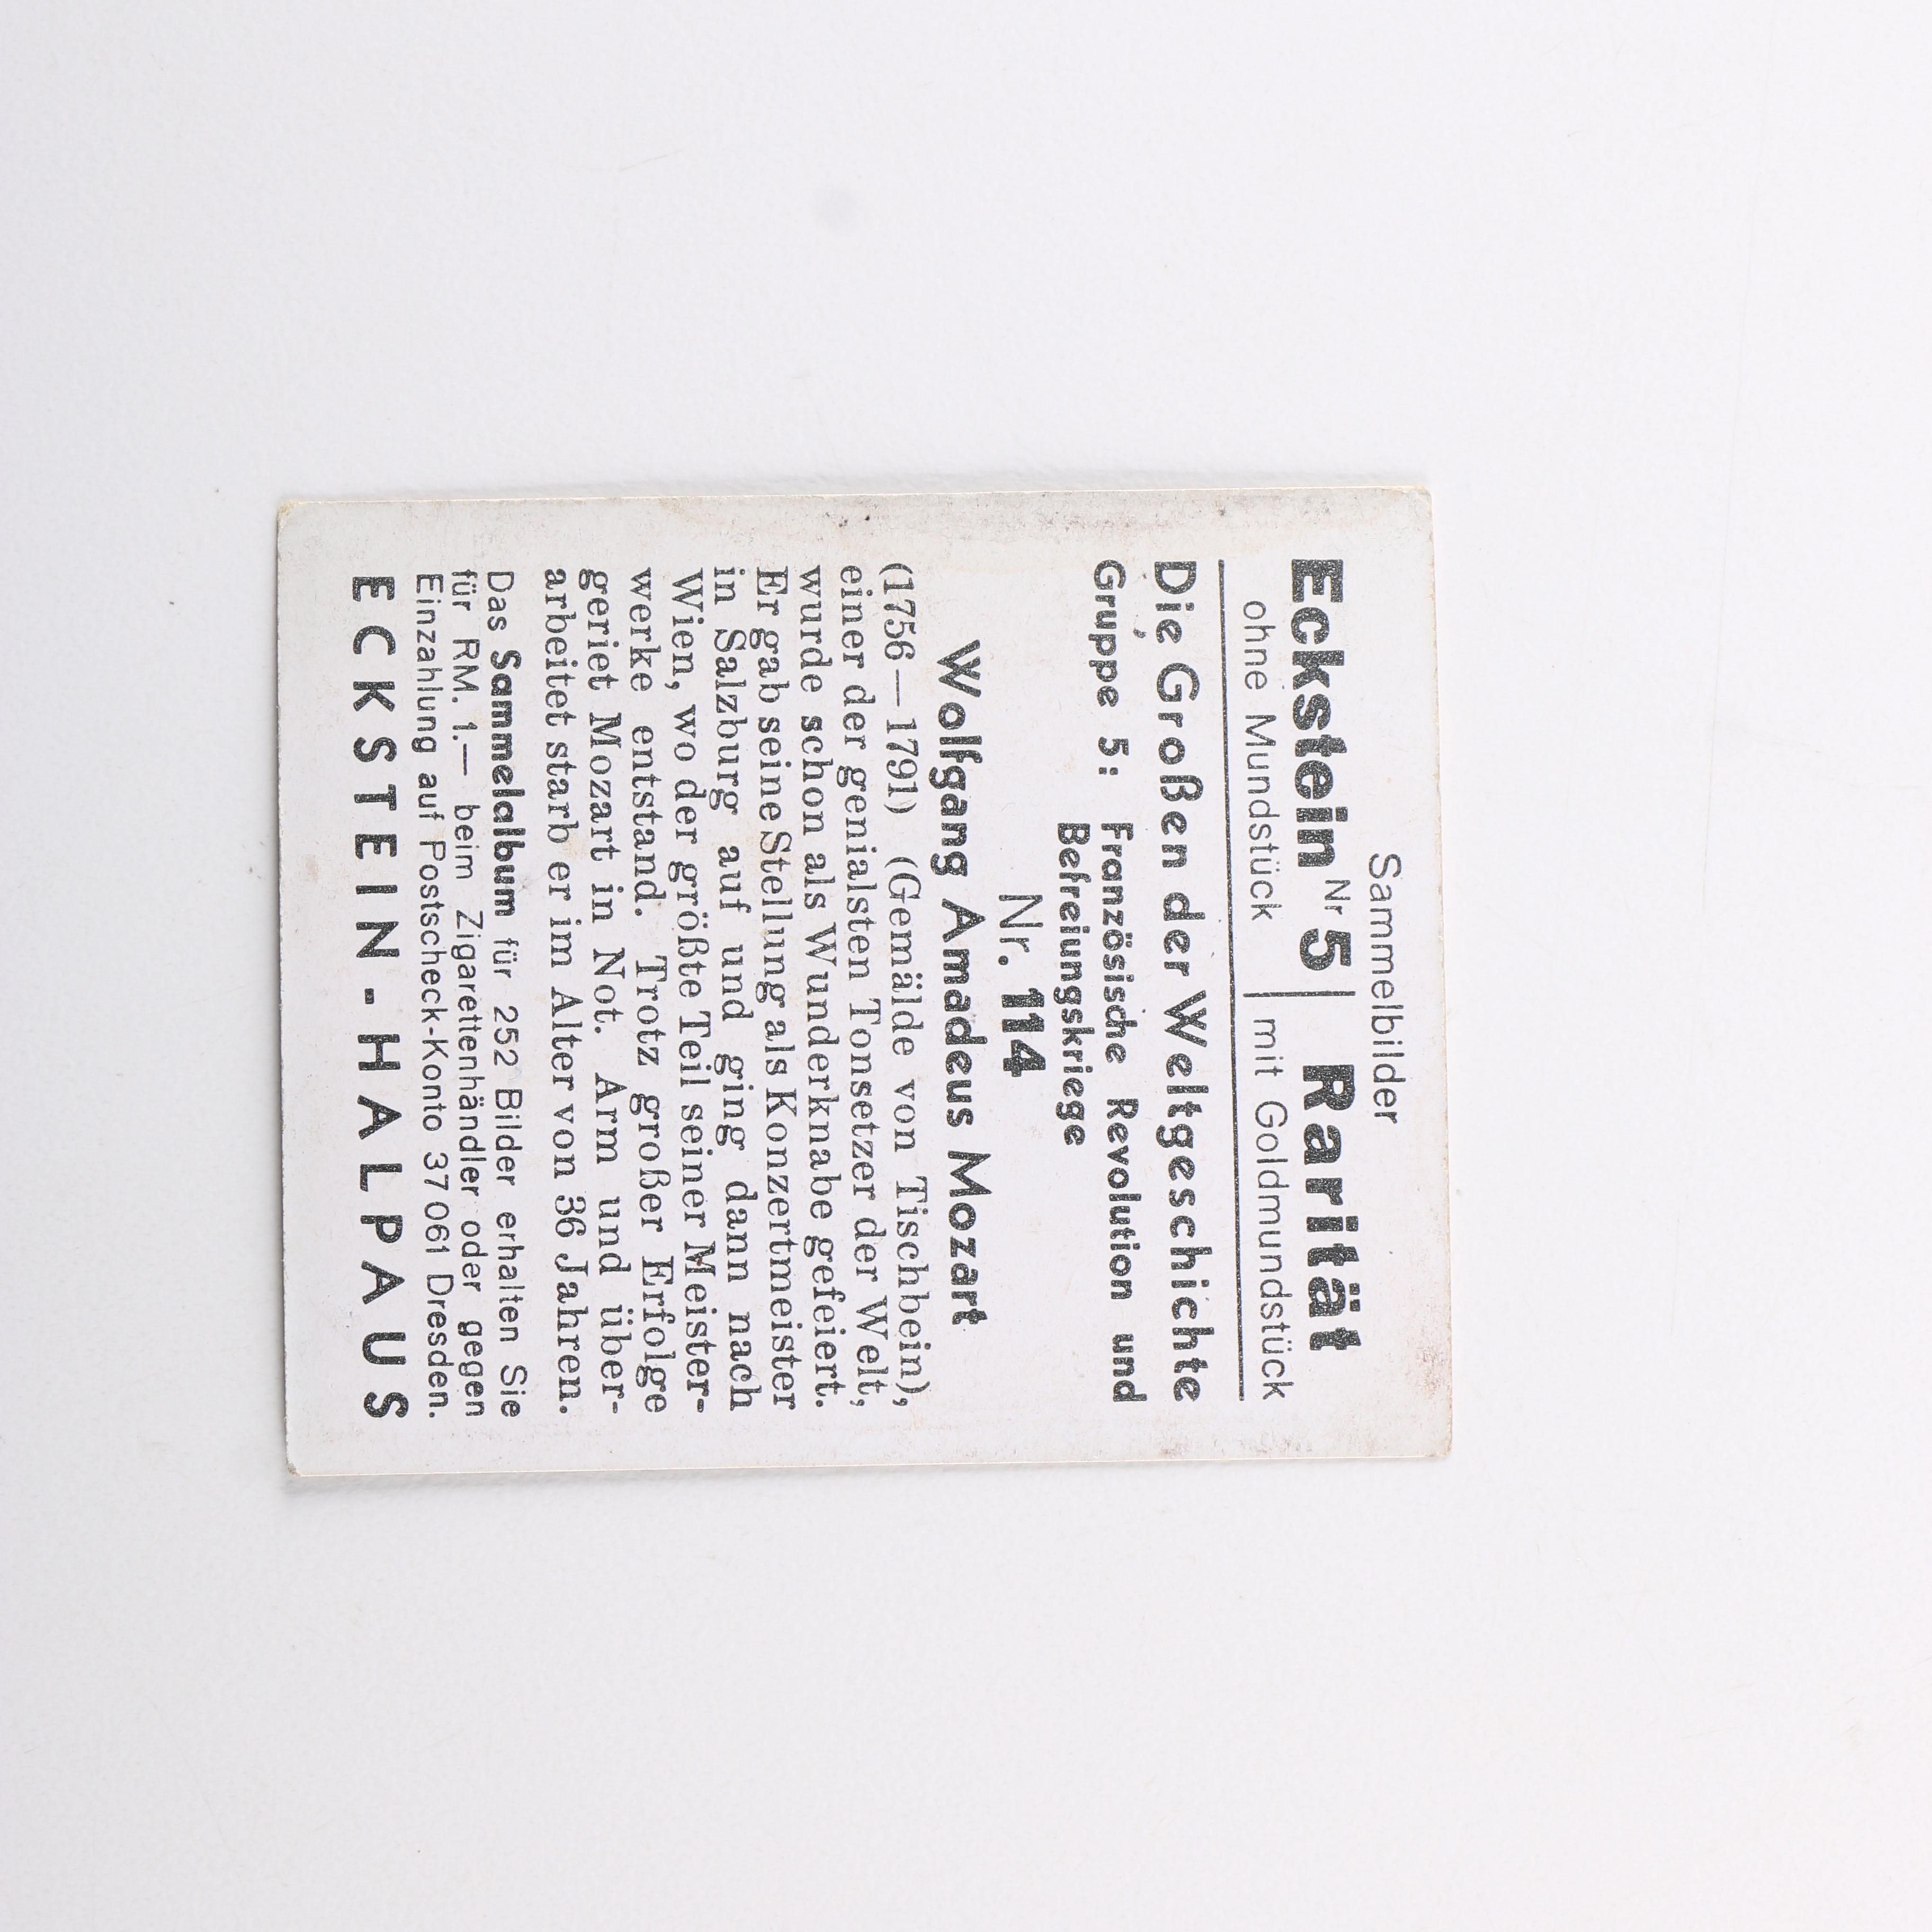 Sammelbilder
Eckstein Nr 5 | Rarität
ohne Mundstück | mit Goldmundstück
Die Großen der Weltgeschichte
Gruppe 5: Französische Revolution und
Befreiungskriege
Nr. 114
Wolfgang Amadeus Mozart
(1756—1791) (Gemälde von Tischbein),
einer der genialsten Tonsetzer der Welt,
wurde schon als Wunderknabe gefeiert.
Er gab seine Stellung als Konzertmeister
in Salzburg auf und ging dann nach
Wien, wo der größte Teil seiner Meister-
werke entstand. Trotz großer Erfolge
geriet Mozart in Not. Arm und über-
arbeitet starb er im Alter von 36 Jahren.
Das Sammelalbum für 252 Bilder erhalten Sie
für RM. 1.— beim Zigarettenhändler oder gegen
Einzahlung auf Postscheck-Konto 37061 Dresden.
ECKSTEIN-HALPAUS